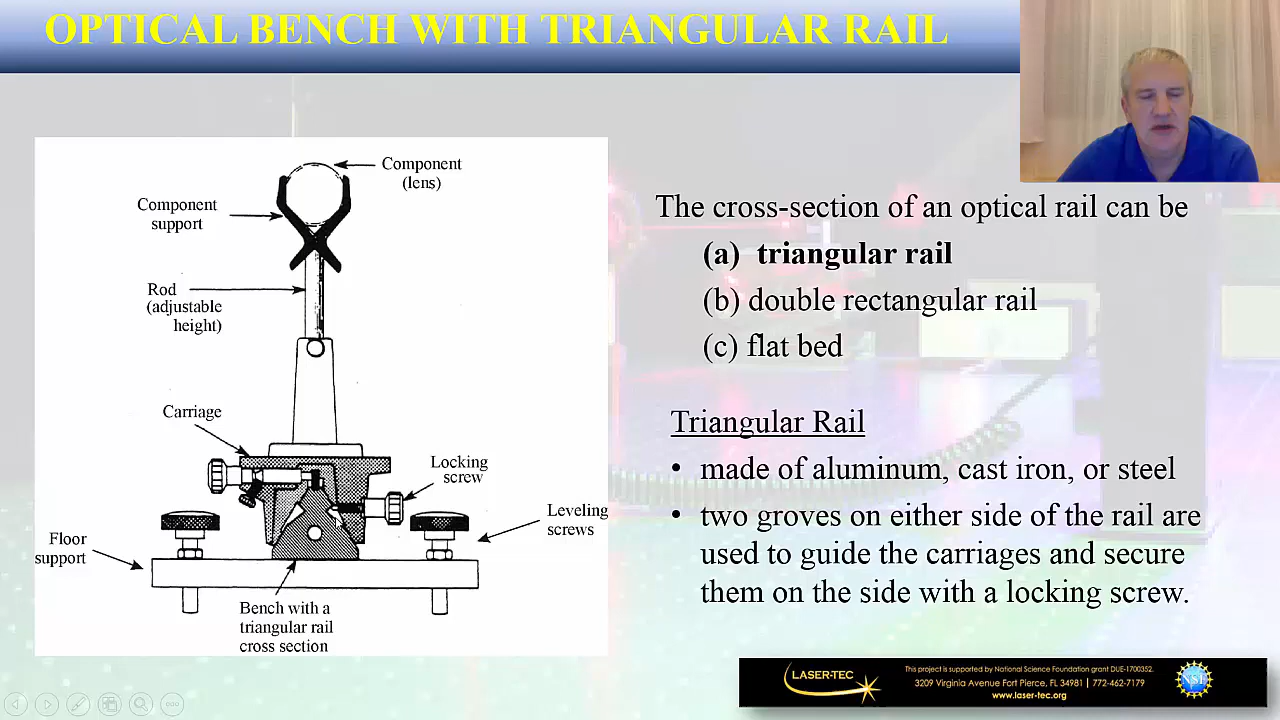 OPTICAL BENCH WITH TRIANGULAR RAIL
Component
(lens)
Component
support
Rod
(adjustable
height)
Carriage
Locking
screw
Leveling
screws
Floor
support
Bench with a
triangular rail
cross section
The cross-section of an optical rail can be
(a) triangular rail
(b) double rectangular rail
(c) flat bed
Triangular Rail
• made of aluminum, cast iron, or steel
• two groves on either side of the rail are
used to guide the carriages and secure
them on the side with a locking screw.
LASER-TEC
This project is supported by National Science Foundation grant DUE-1700352.
3209 Virginia Avenue Fort Pierce, FL 34981 | 772-462-7179
www.laser-tec.org
NSF